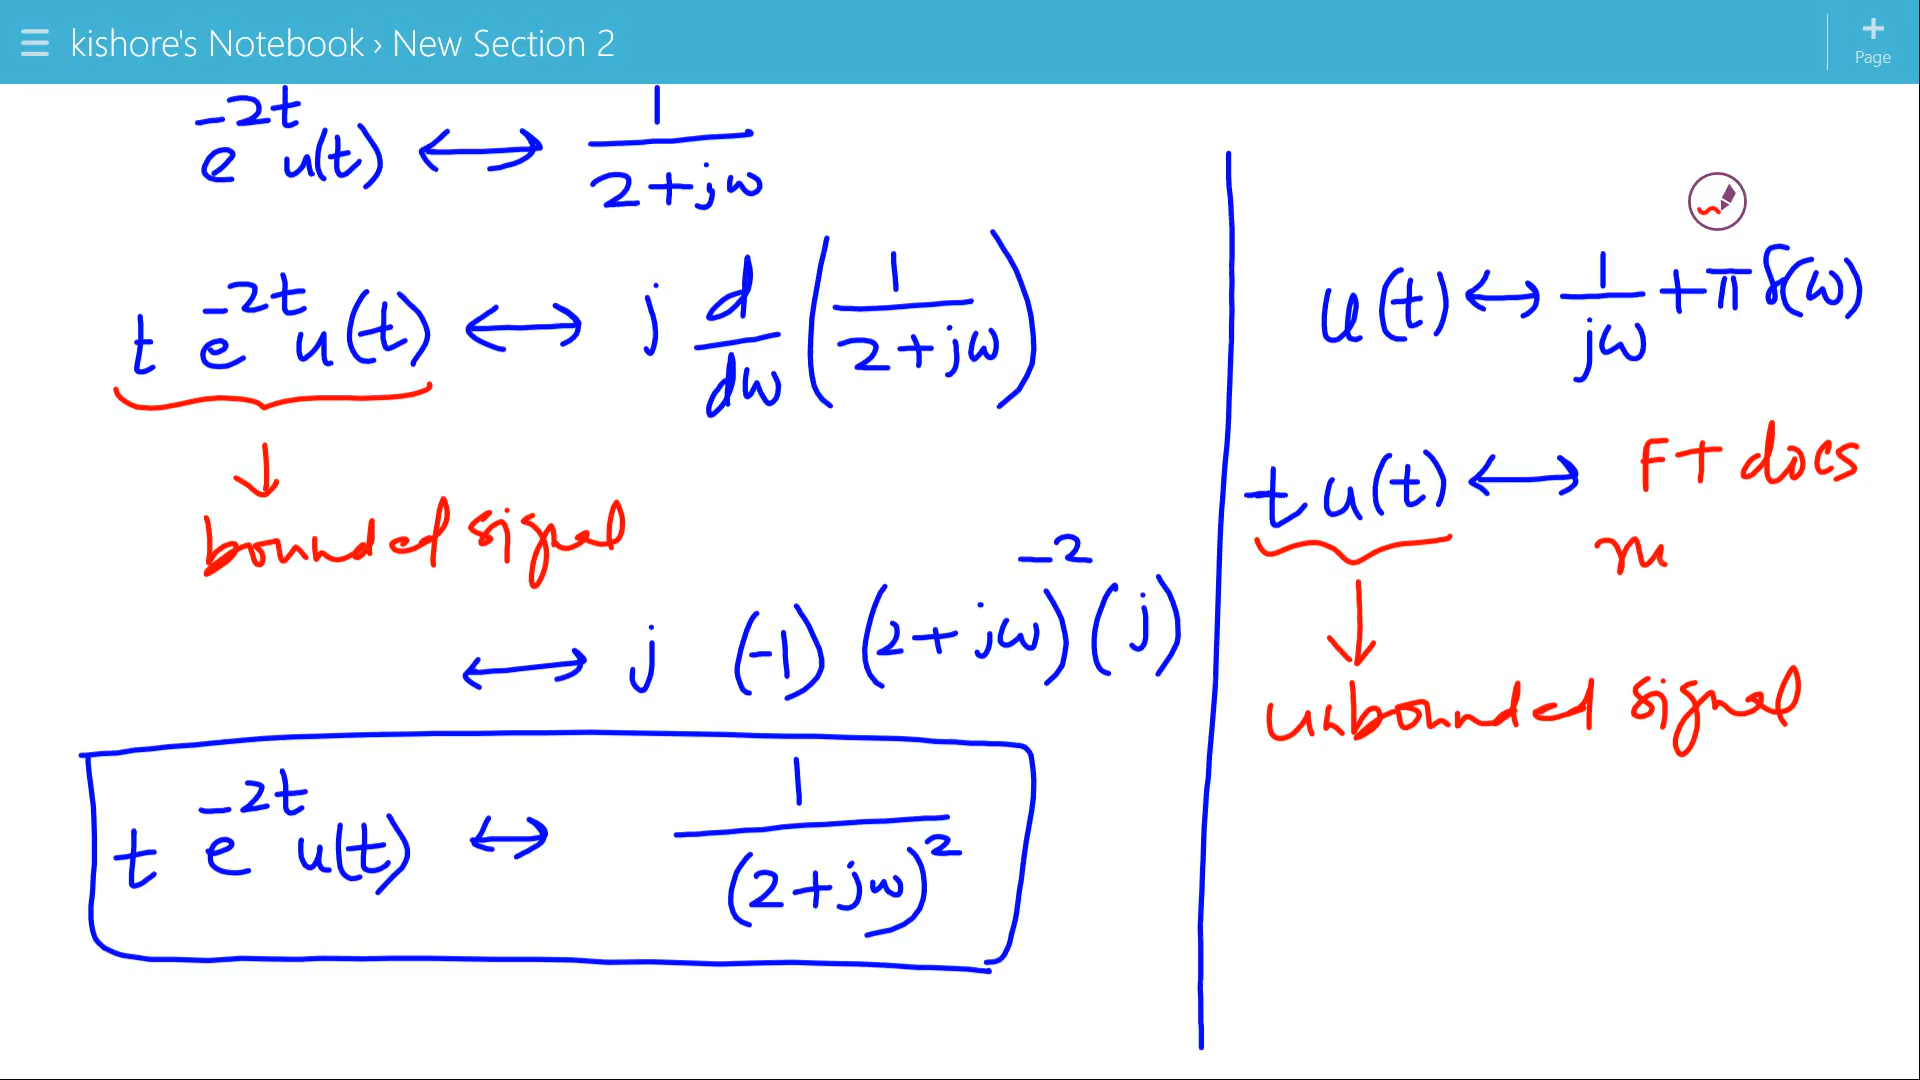 kishore's Notebook › New Section 2
Page
e^{-2t} u(t) ↔ 1/(2+jω)
t e^{-2t} u(t) ↔ j d/dω (1/(2+jω))
bounded signal
↔ j (-1) (2+jω)^{-2} (j)
t e^{-2t} u(t) ↔ 1/(2+jω)^2
u(t) ↔ 1/jω + π δ(ω)
t u(t) ↔ FT does
unbounded signal